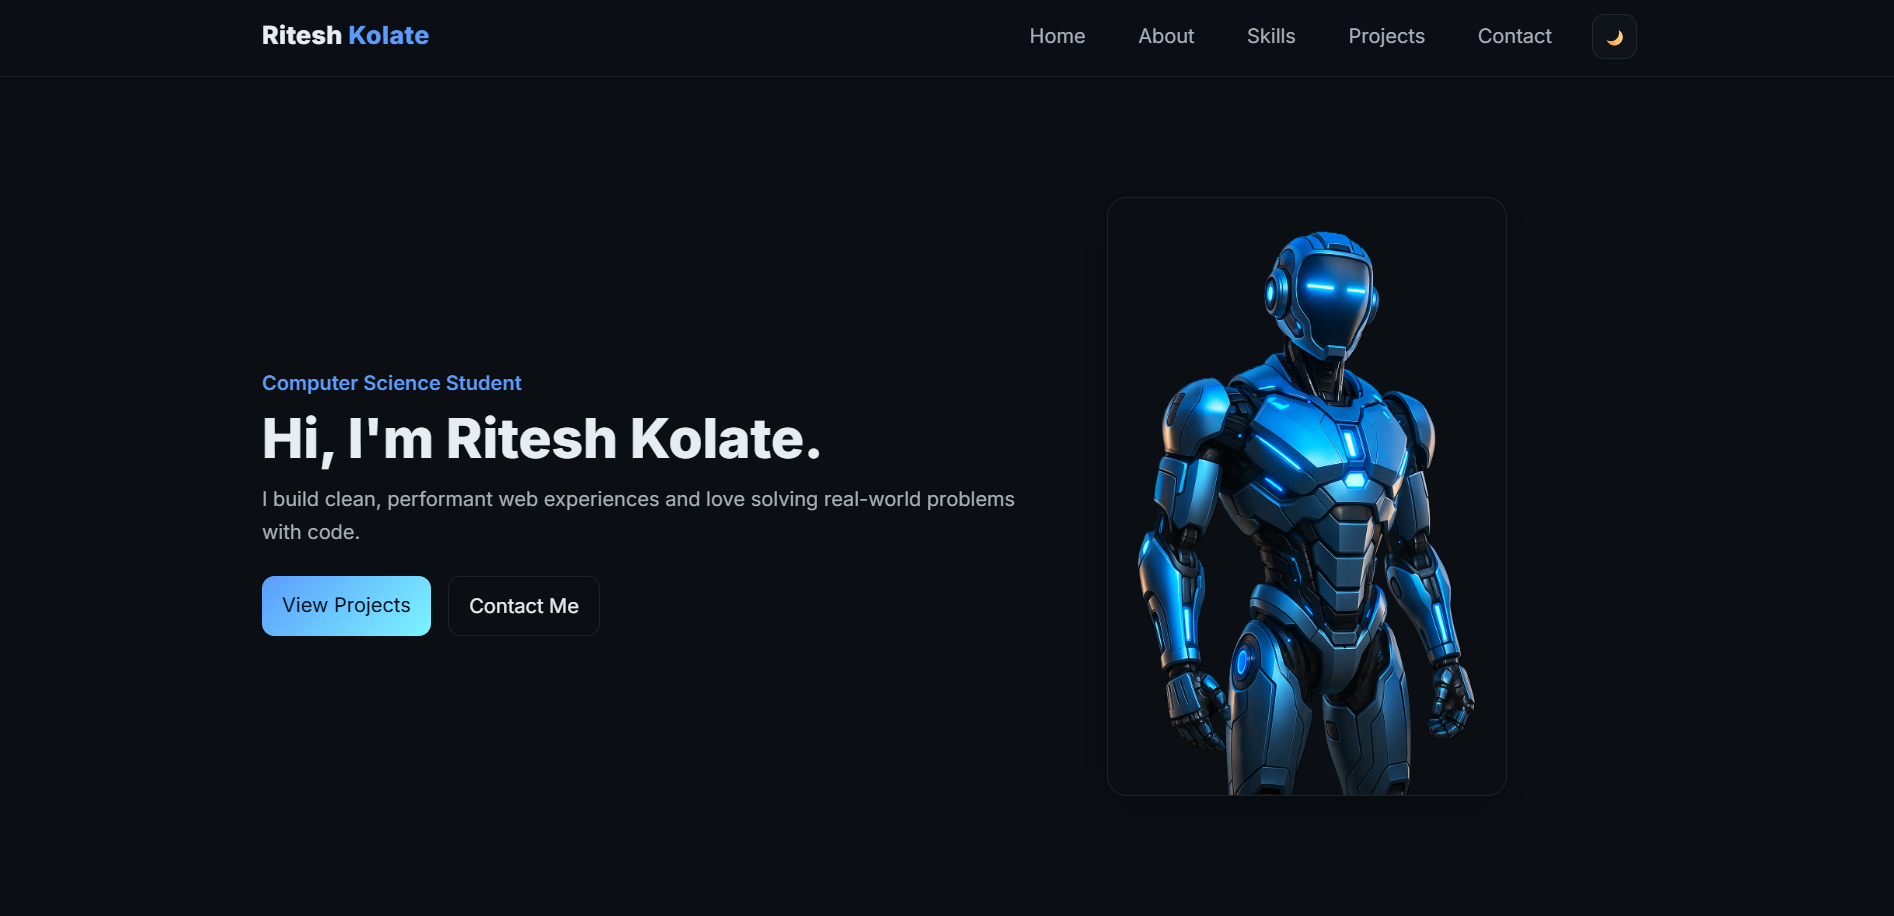 Ritesh Kolate
Home About Skills Projects Contact
Computer Science Student
Hi, I'm Ritesh Kolate.
I build clean, performant web experiences and love solving real-world problems
with code.
View Projects Contact Me